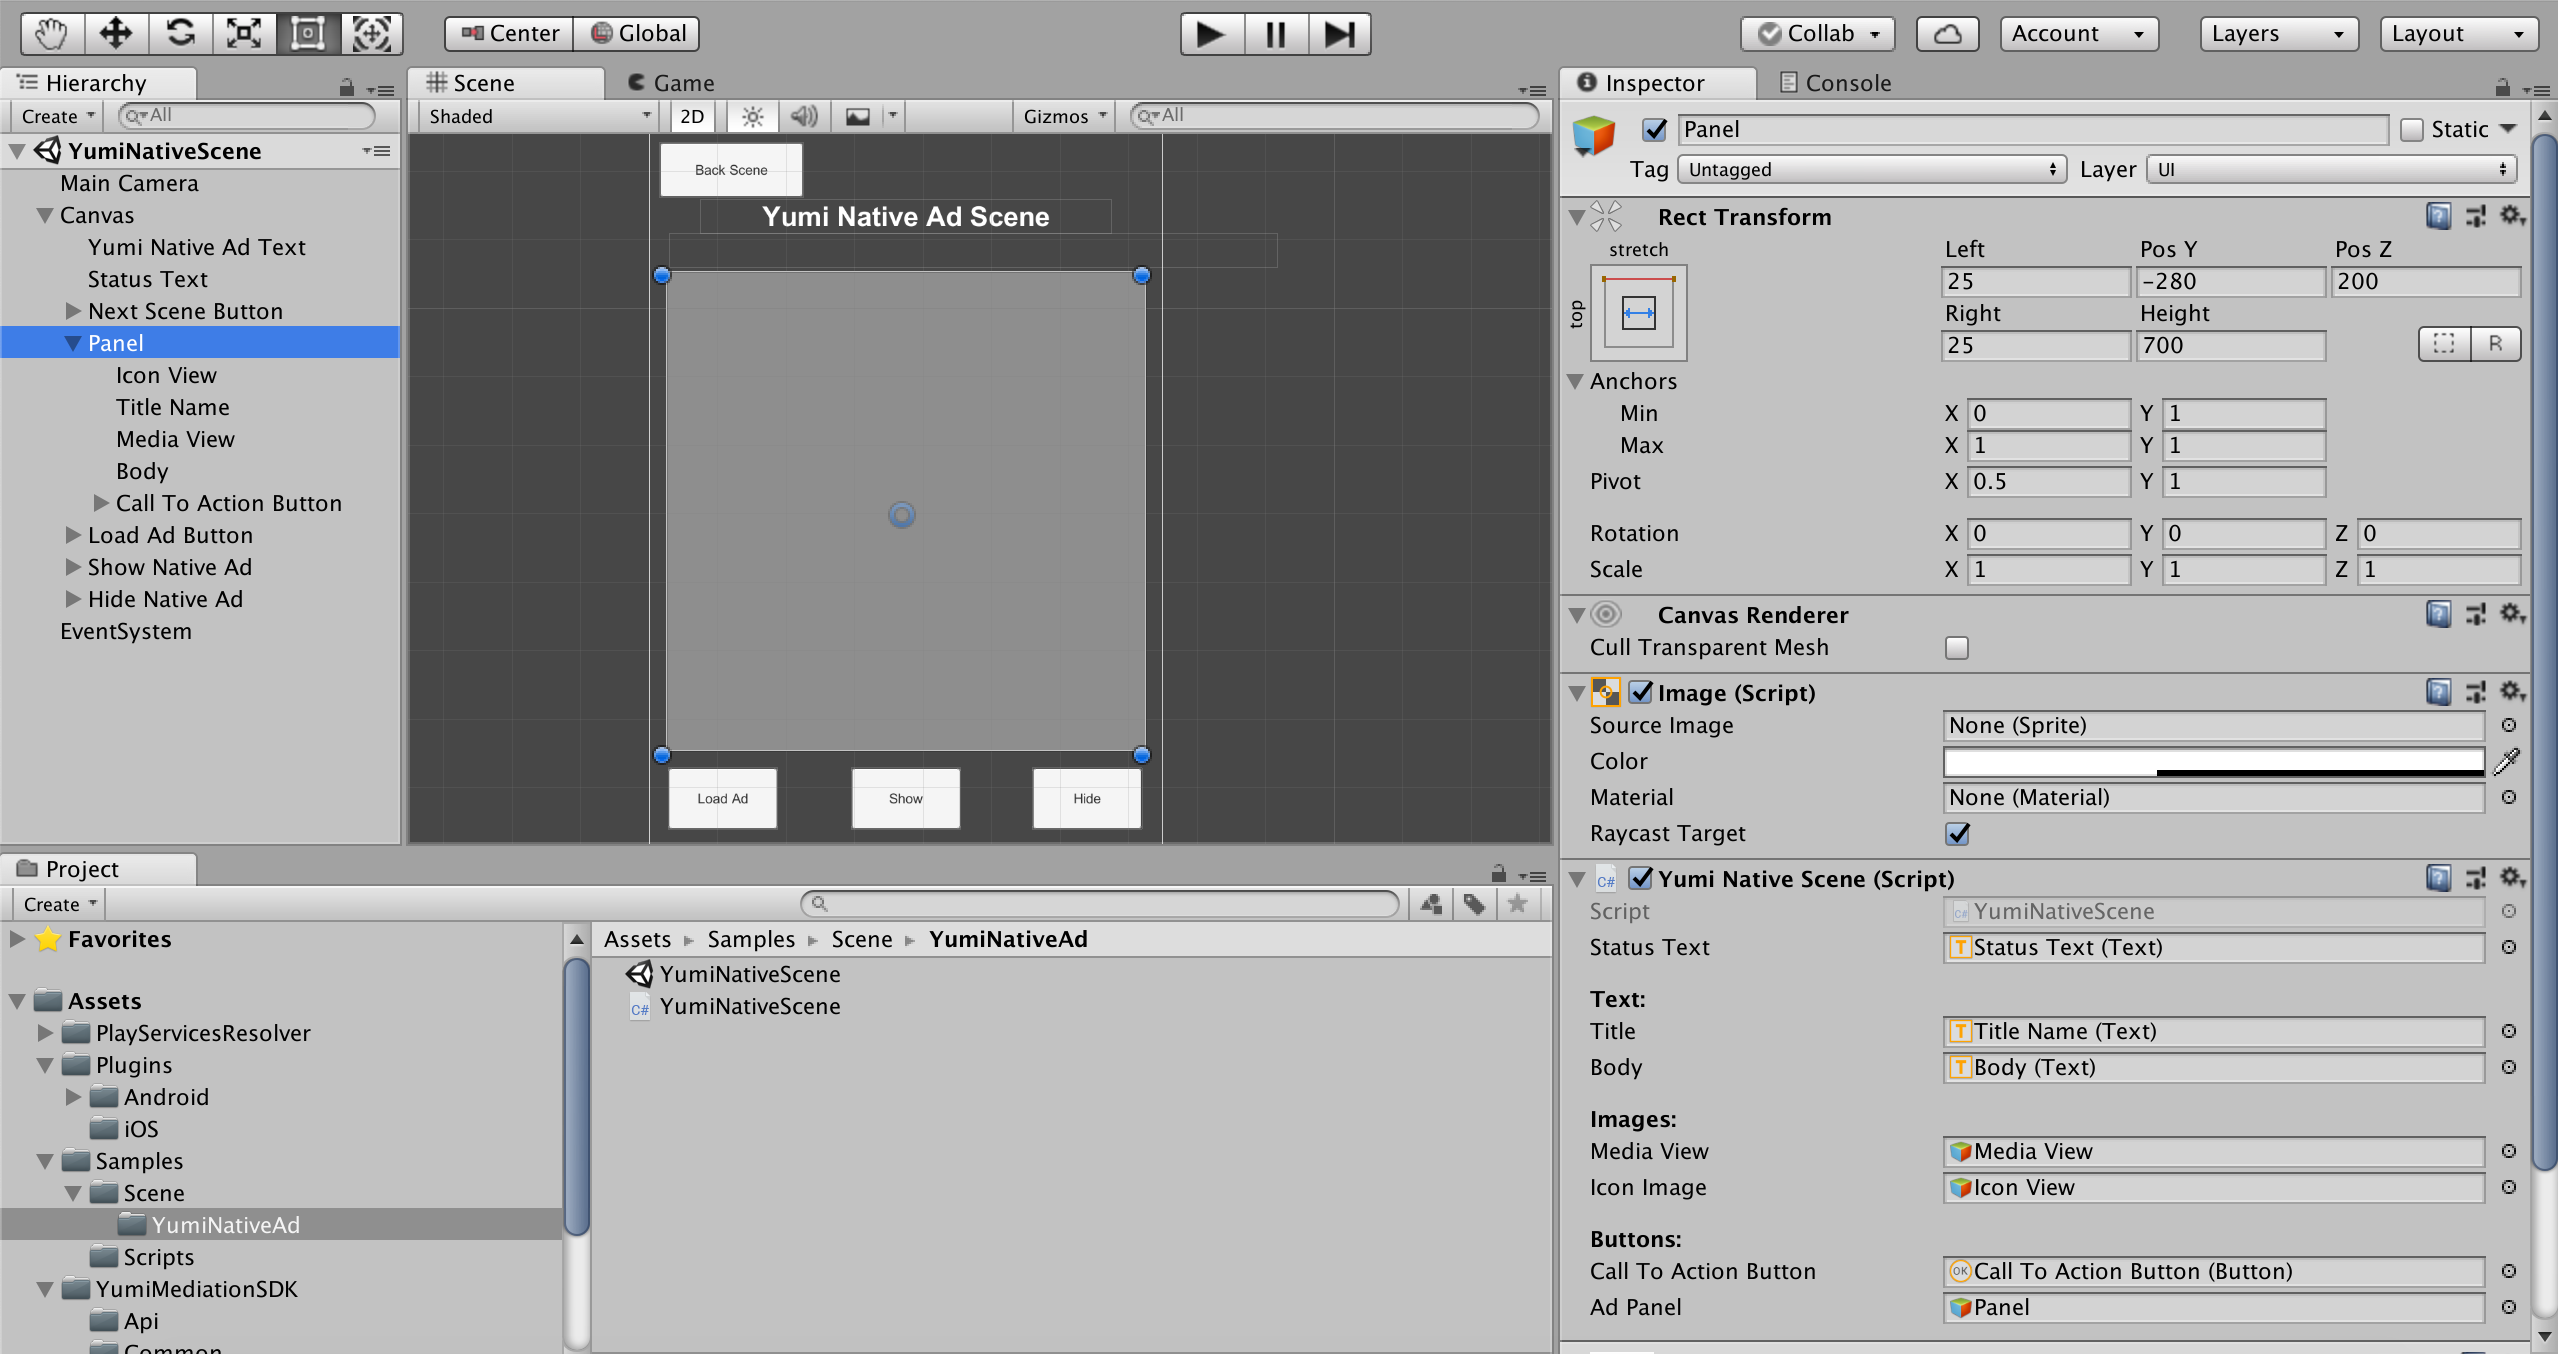 Center Global Collab Account Layers Layout
Hierarchy
Create All
YumiNativeScene
Main Camera
Canvas
Yumi Native Ad Text
Status Text
Next Scene Button
Panel
Icon View
Title Name
Media View
Body
Call To Action Button
Load Ad Button
Show Native Ad
Hide Native Ad
EventSystem
Scene Game
Shaded 2D Gizmos All
Back Scene
Yumi Native Ad Scene
Load Ad Show Hide
Project
Create
Favorites
Assets
PlayServicesResolver
Plugins
Android
iOS
Samples
Scene
YumiNativeAd
Scripts
YumiMediationSDK
Api
Common
Assets Samples Scene YumiNativeAd
YumiNativeScene
C# YumiNativeScene
Inspector Console
Panel Static
Tag Untagged Layer UI
Rect Transform
stretch Left Pos Y Pos Z
top 25 -280 200
Right Height
25 700 R
Anchors
Min X 0 Y 1
Max X 1 Y 1
Pivot X 0.5 Y 1
Rotation X 0 Y 0 Z 0
Scale X 1 Y 1 Z 1
Canvas Renderer
Cull Transparent Mesh
Image (Script)
Source Image None (Sprite)
Color
Material None (Material)
Raycast Target
C# Yumi Native Scene (Script)
Script C# YumiNativeScene
Status Text T Status Text (Text)
Text:
Title T Title Name (Text)
Body T Body (Text)
Images:
Media View Media View
Icon Image Icon View
Buttons:
Call To Action Button OK Call To Action Button (Button)
Ad Panel Panel